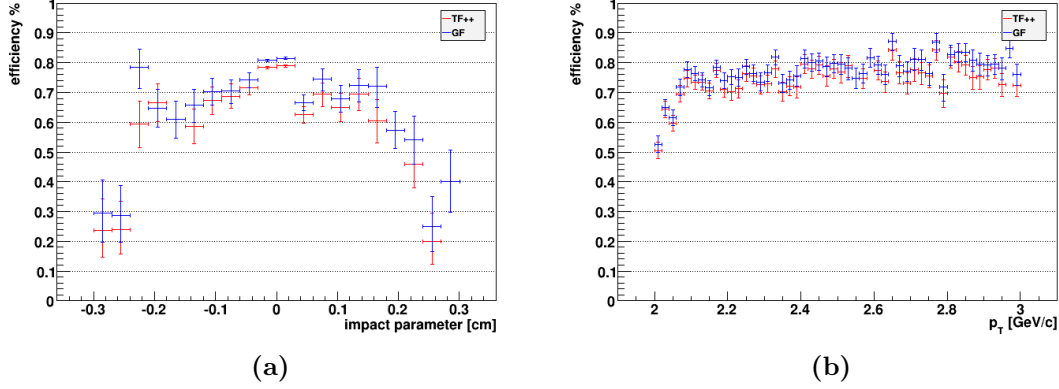 efficiency %
1
0.9
0.8
0.7
0.6
0.5
0.4
0.3
0.2
0.1
0
TF++
GF
-0.3 -0.2 -0.1 0 0.1 0.2 0.3
impact parameter [cm]
(a)
efficiency %
1
0.9
0.8
0.7
0.6
0.5
0.4
0.3
0.2
0.1
0
TF++
GF
2 2.2 2.4 2.6 2.8 3
p_T [GeV/c]
(b)